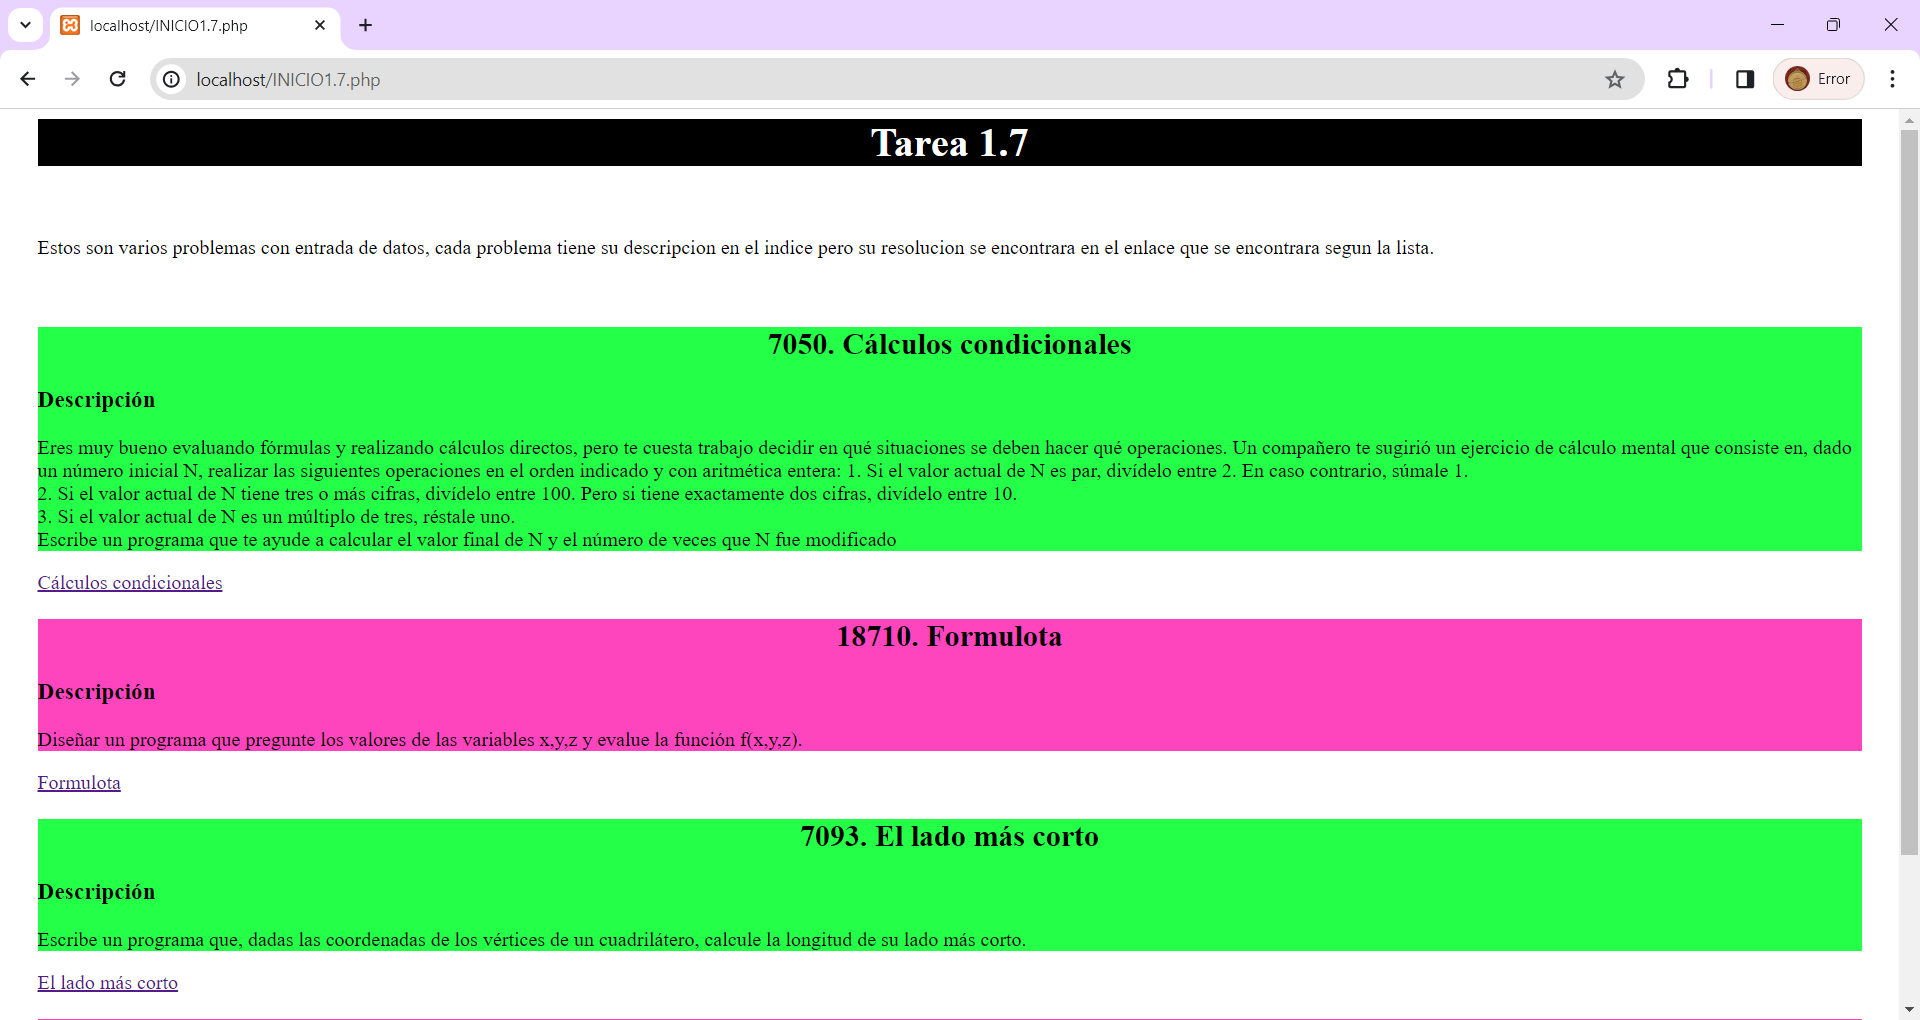 localhost/INICIO1.7.php
localhost/INICIO1.7.php
Error
Tarea 1.7
Estos son varios problemas con entrada de datos, cada problema tiene su descripcion en el indice pero su resolucion se encontrara en el enlace que se encontrara segun la lista.
7050. Cálculos condicionales
Descripción
Eres muy bueno evaluando fórmulas y realizando cálculos directos, pero te cuesta trabajo decidir en qué situaciones se deben hacer qué operaciones. Un compañero te sugirió un ejercicio de cálculo mental que consiste en, dado
un número inicial N, realizar las siguientes operaciones en el orden indicado y con aritmética entera: 1. Si el valor actual de N es par, divídelo entre 2. En caso contrario, súmale 1.
2. Si el valor actual de N tiene tres o más cifras, divídelo entre 100. Pero si tiene exactamente dos cifras, divídelo entre 10.
3. Si el valor actual de N es un múltiplo de tres, réstale uno.
Escribe un programa que te ayude a calcular el valor final de N y el número de veces que N fue modificado
Cálculos condicionales
18710. Formulota
Descripción
Diseñar un programa que pregunte los valores de las variables x,y,z y evalue la función f(x,y,z).
Formulota
7093. El lado más corto
Descripción
Escribe un programa que, dadas las coordenadas de los vértices de un cuadrilátero, calcule la longitud de su lado más corto.
El lado más corto